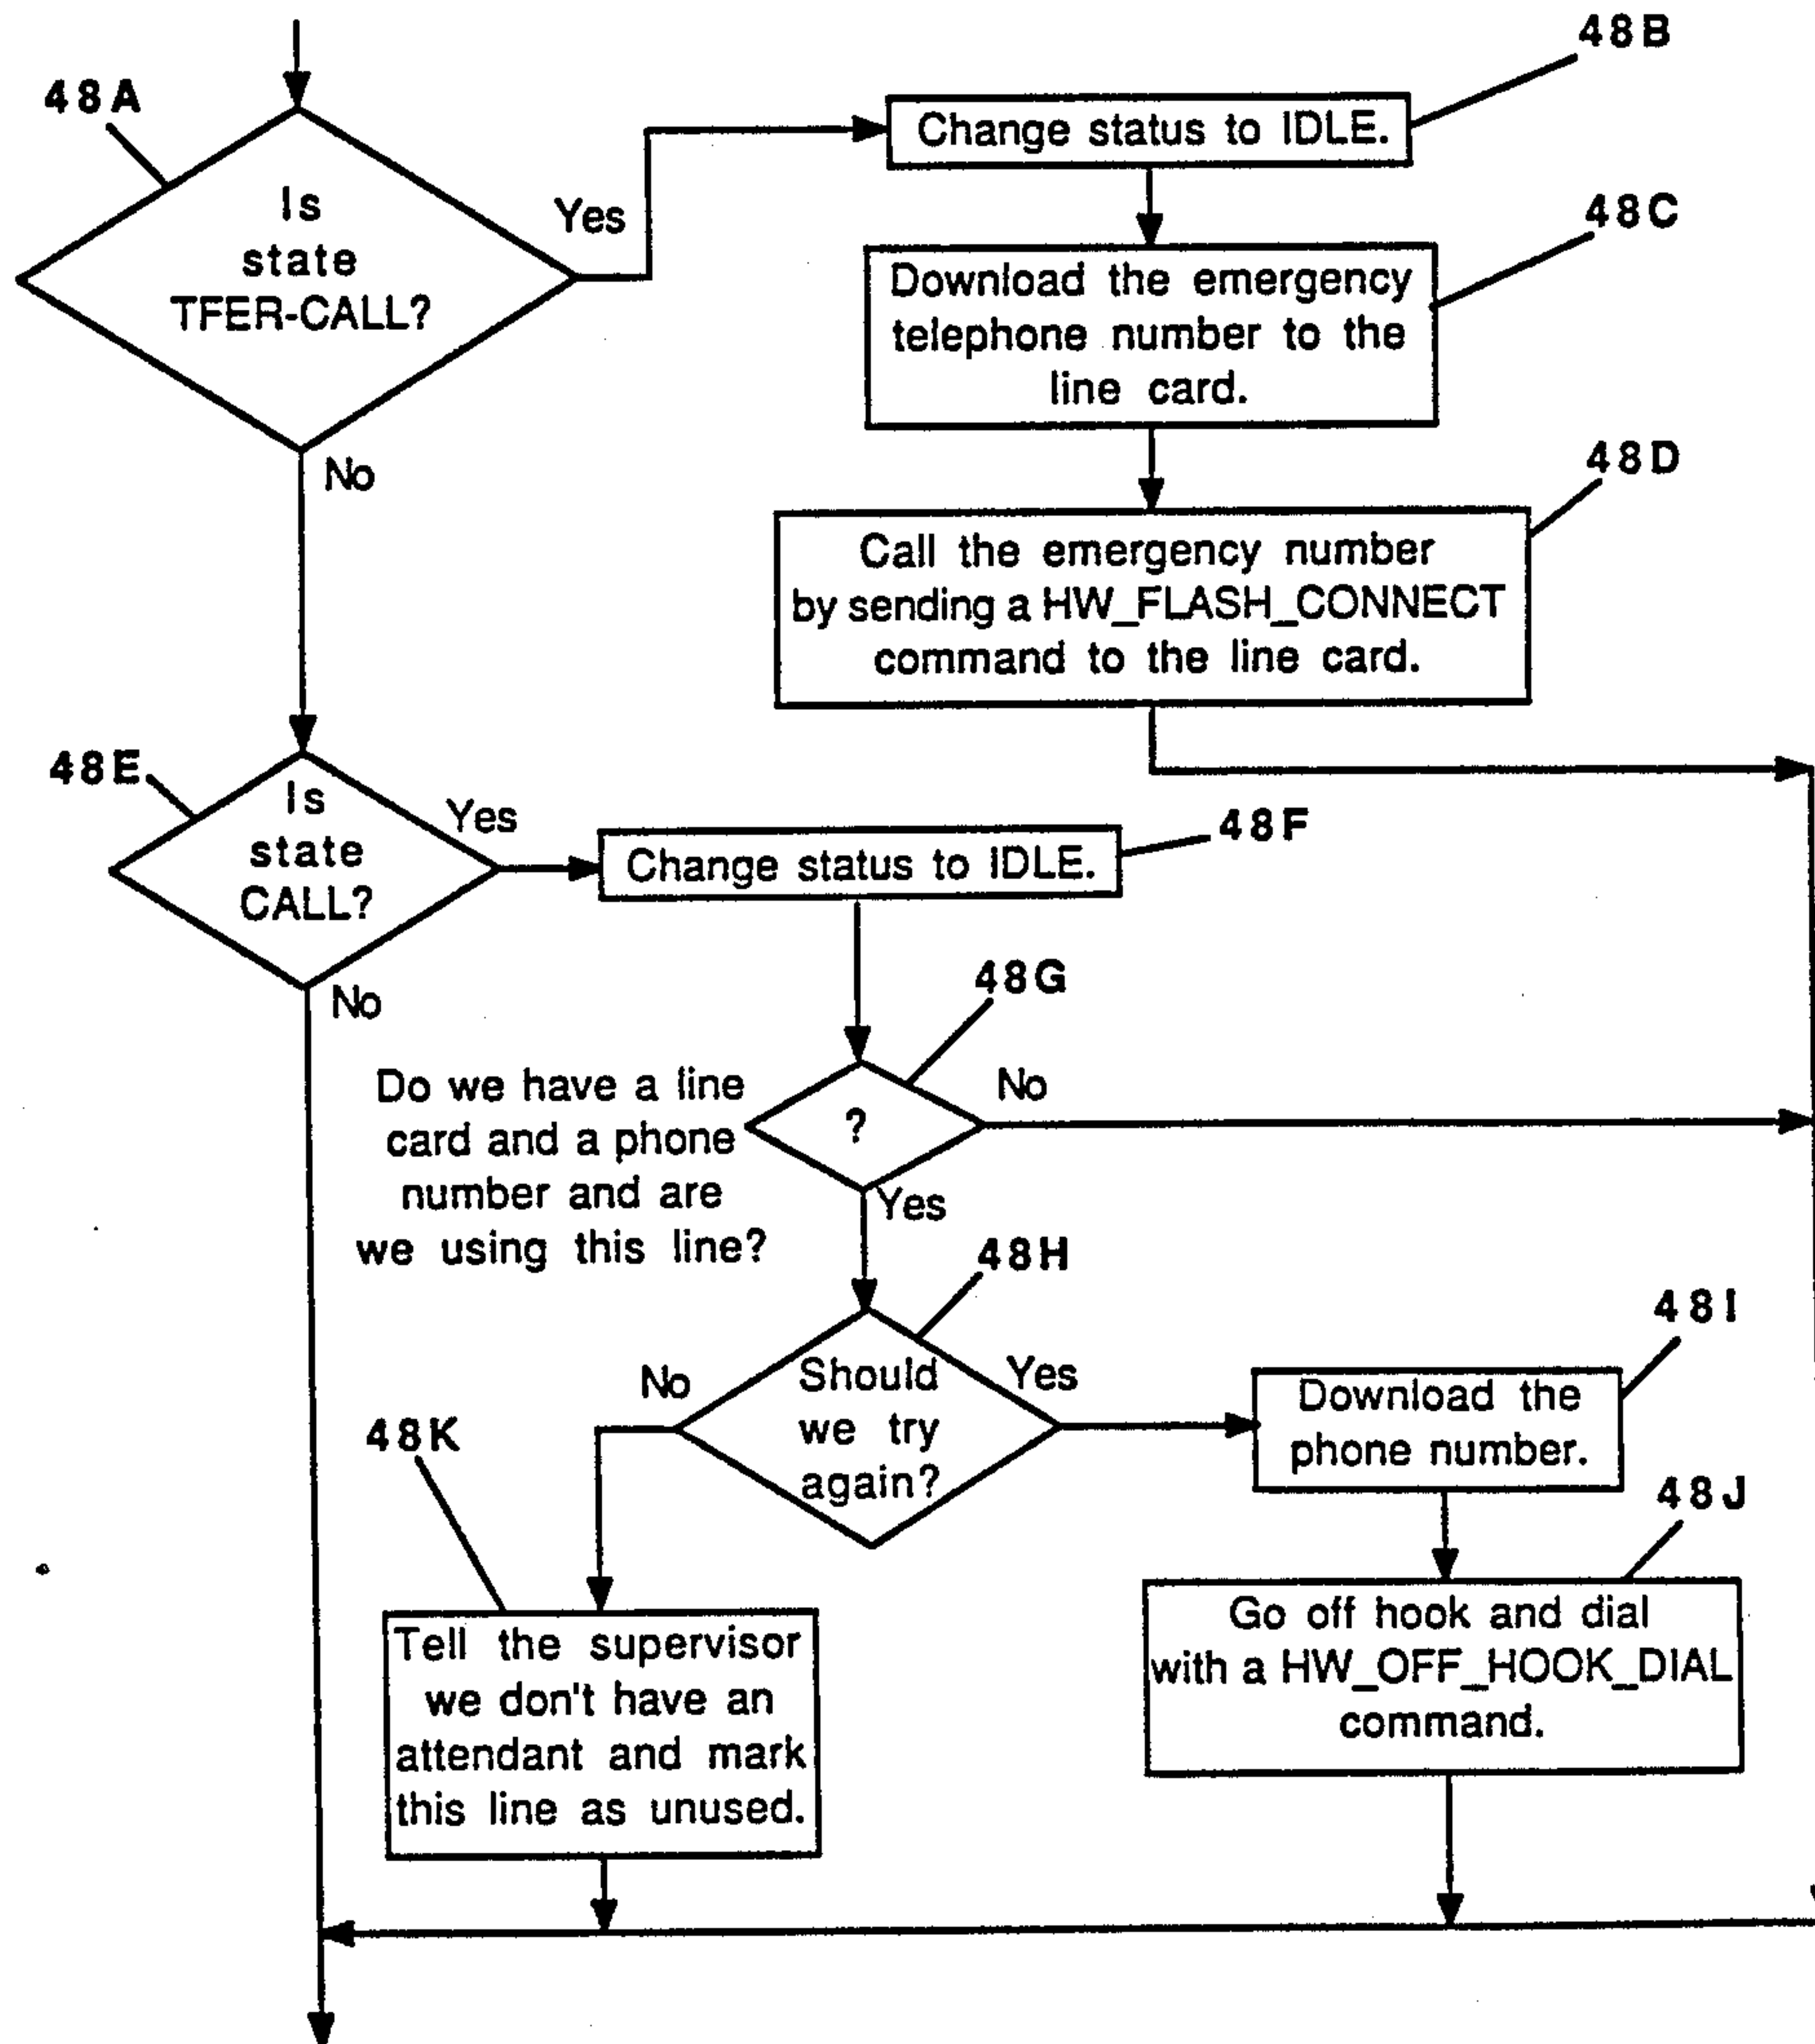 48A
Is
state
TFER-CALL?
Yes
No
48B
Change status to IDLE.
48C
Download the emergency
telephone number to the
line card.
48D
Call the emergency number
by sending a HW_FLASH_CONNECT
command to the line card.
48E
Is
state
CALL?
Yes
No
48F
Change status to IDLE.
48G
Do we have a line
card and a phone
number and are
we using this line?
?
No
Yes
48H
Should
we try
again?
No
Yes
48I
Download the
phone number.
48J
Go off hook and dial
with a HW_OFF_HOOK_DIAL
command.
48K
Tell the supervisor
we don't have an
attendant and mark
this line as unused.